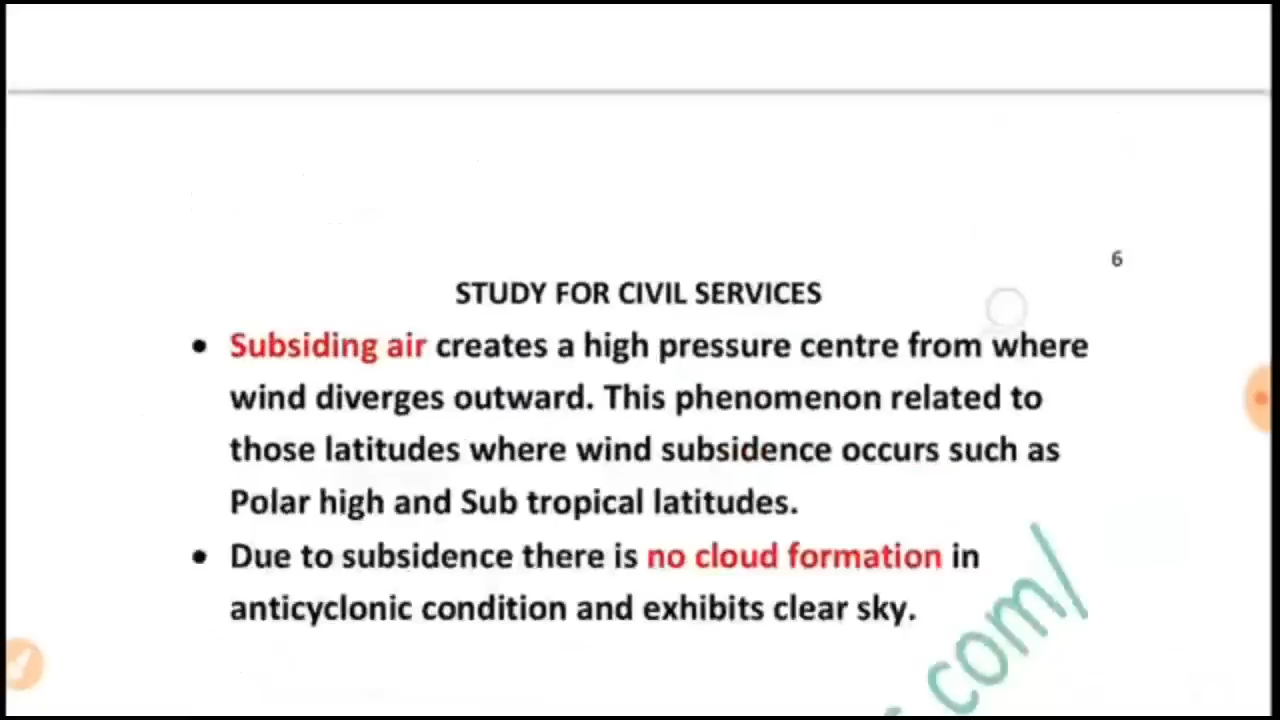 6
STUDY FOR CIVIL SERVICES
• Subsiding air creates a high pressure centre from where
wind diverges outward. This phenomenon related to
those latitudes where wind subsidence occurs such as
Polar high and Sub tropical latitudes.
• Due to subsidence there is no cloud formation in
anticyclonic condition and exhibits clear sky.
.com/